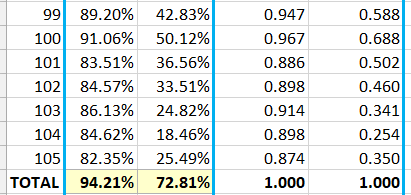 99 89.20% 42.83% 0.947 0.588
100 91.06% 50.12% 0.967 0.688
101 83.51% 36.56% 0.886 0.502
102 84.57% 33.51% 0.898 0.460
103 86.13% 24.82% 0.914 0.341
104 84.62% 18.46% 0.898 0.254
105 82.35% 25.49% 0.874 0.350
TOTAL 94.21% 72.81% 1.000 1.000